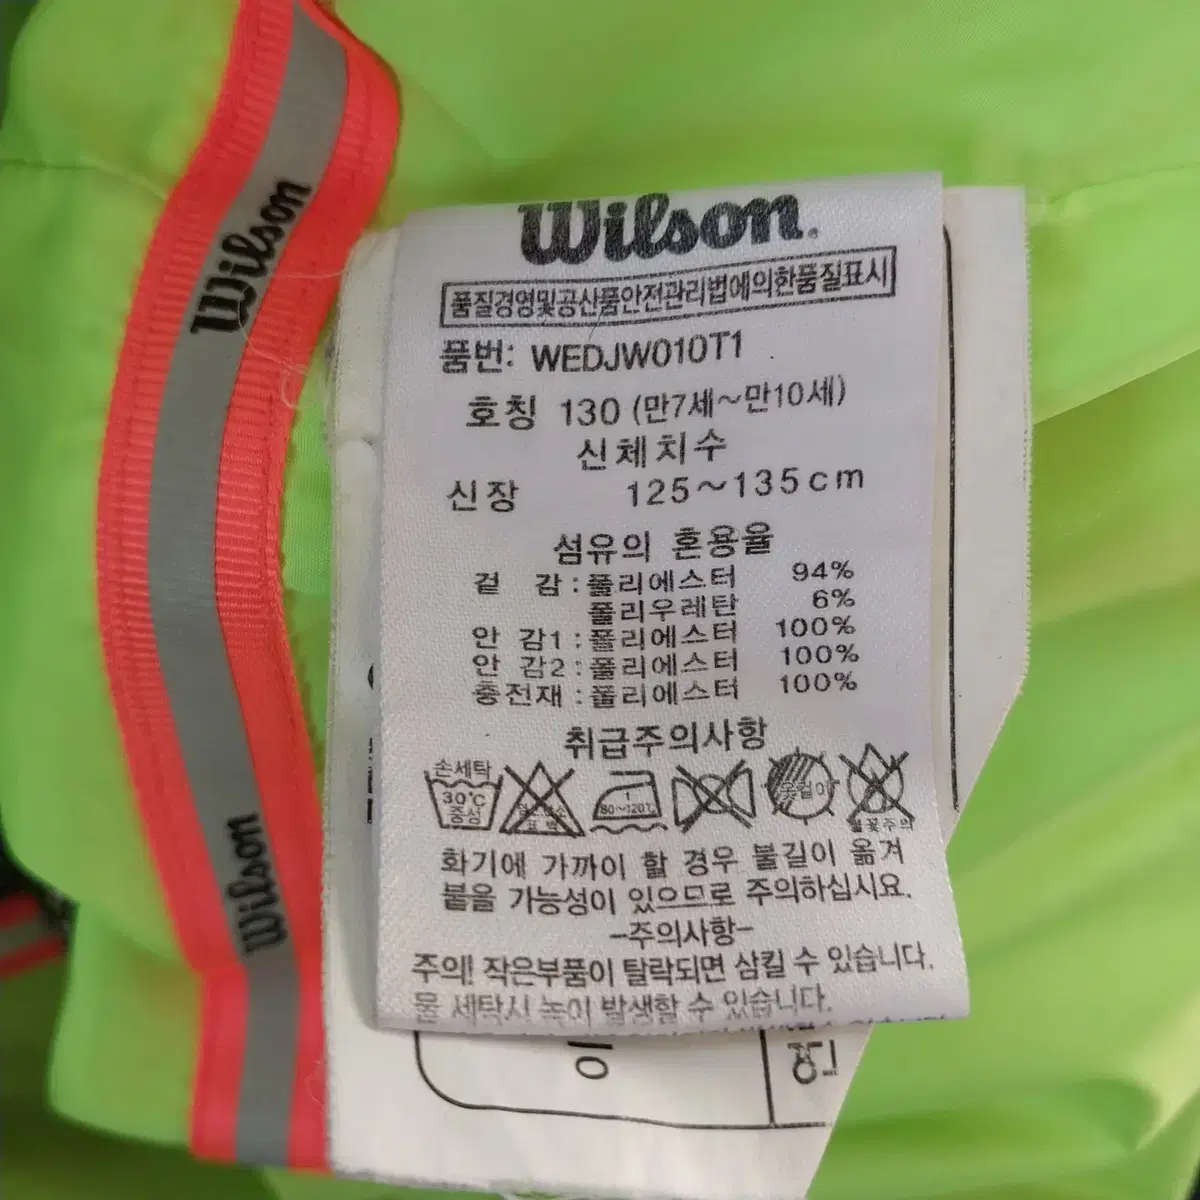 Wilson
Wilson
Wilson
품질경영및공산품안전관리법에의한품질표시
품번: WEDJW010T1
호칭 130 (만7세~만10세)
신체치수
신장 125~135cm
섬유의 혼용율
겉 감 : 폴리에스터 94%
폴리우레탄 6%
안 감1 : 폴리에스터 100%
안 감2 : 폴리에스터 100%
충전재 : 폴리에스터 100%
취급주의사항
손세탁
30℃
중성
1
80~120℃
옷걸이
불꽃주의
화기에 가까이 할 경우 불길이 옮겨
붙을 가능성이 있으므로 주의하십시요.
-주의사항-
주의! 작은부품이 탈락되면 삼킬 수 있습니다.
물 세탁시 녹이 발생할 수 있습니다.